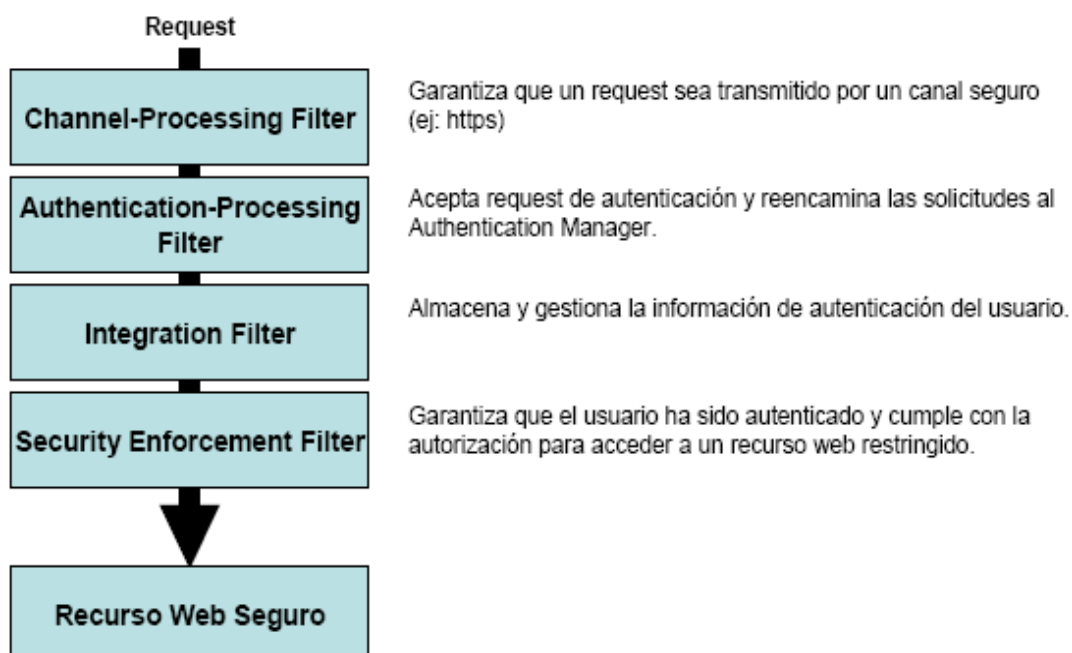 Request
Channel-Processing Filter
Garantiza que un request sea transmitido por un canal seguro
(ej: https)
Authentication-Processing
Filter
Acepta request de autenticación y reencamina las solicitudes al
Authentication Manager.
Integration Filter
Almacena y gestiona la información de autenticación del usuario.
Security Enforcement Filter
Garantiza que el usuario ha sido autenticado y cumple con la
autorización para acceder a un recurso web restringido.
Recurso Web Seguro